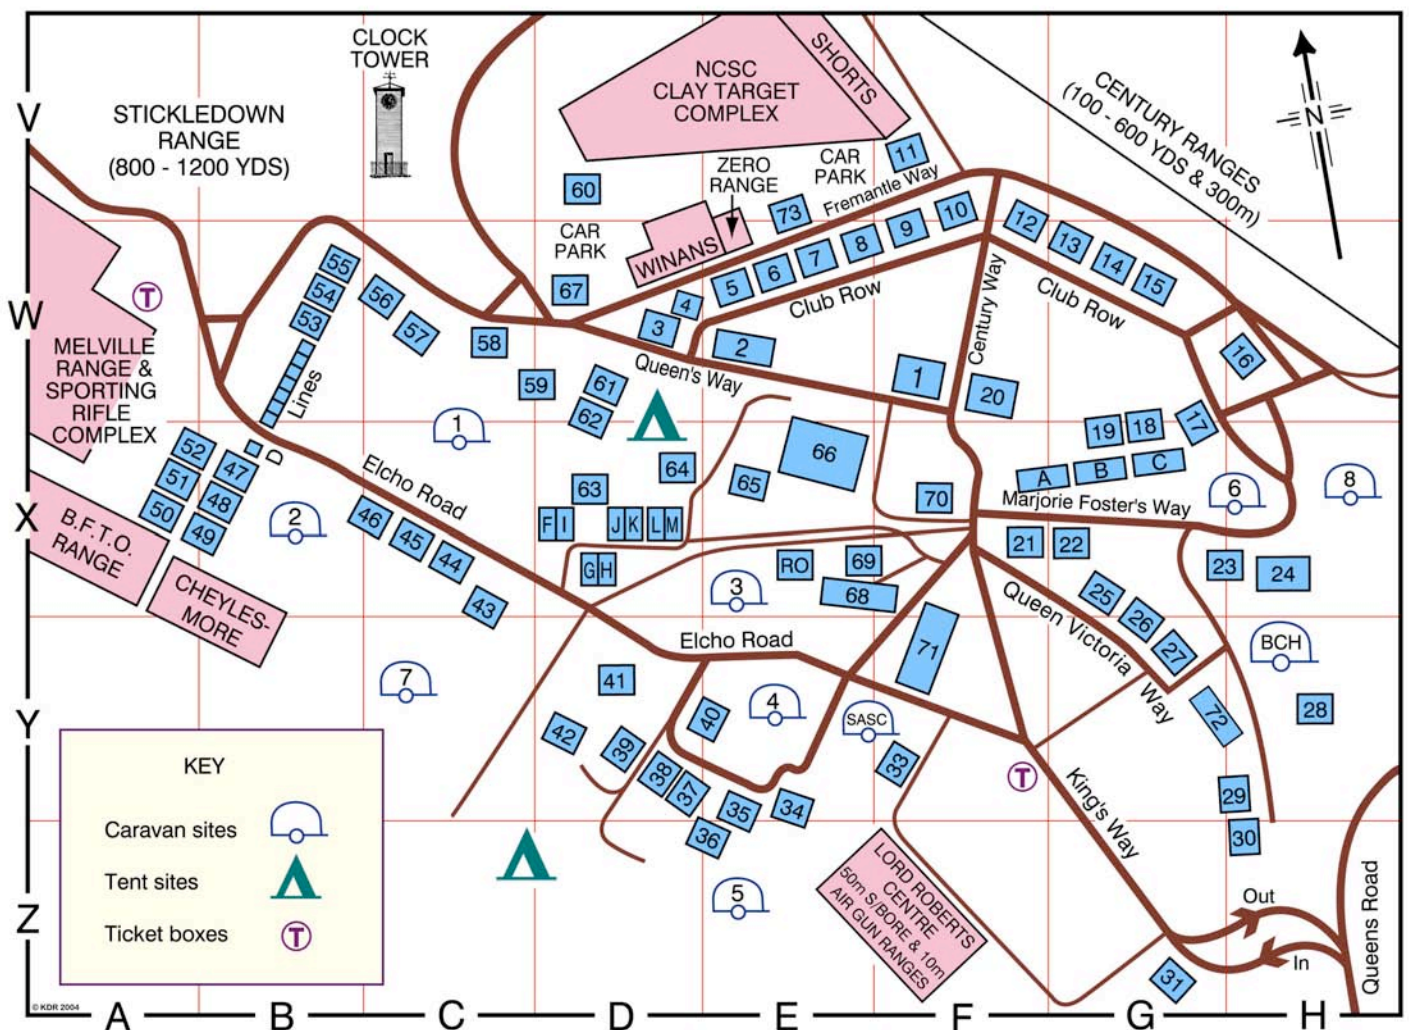 CLOCK
TOWER
STICKLEDOWN
RANGE
(800 - 1200 YDS)
NCSC
CLAY TARGET
COMPLEX
SHORTS
CENTURY RANGES
(100 - 600 YDS & 300m)
N
V
W
X
Y
Z
ZERO
RANGE
CAR
PARK
11
Fremantle Way
60
73
CAR
PARK
WINANS
67
10
9
8
7
6
5
4
3
2
1
Club Row
Century Way
12
13
14
15
Club Row
16
17
20
19
18
A
B
C
Marjorie Foster's Way
6
8
T
MELVILLE
RANGE &
SPORTING
RIFLE
COMPLEX
55
54
53
56
57
58
59
Lines
D
61
62
Queen's Way
1
52
51
50
47
48
49
Elcho Road
2
46
45
44
43
B.F.T.O.
RANGE
CHEYLES-
MORE
63
64
65
66
70
F I
J K
L M
G H
RO
69
68
3
21
22
23
24
25
26
27
Queen Victoria
Way
BCH
28
72
29
30
71
Elcho Road
7
41
42
40
39
38
37
35
36
34
4
SASC
33
T
King's Way
5
LORD ROBERTS
CENTRE
50m S/BORE & 10m
AIR GUN RANGES
Out
In
31
Queens Road
KEY
Caravan sites
Tent sites
Ticket boxes
T
© KDR 2004
A
B
C
D
E
F
G
H